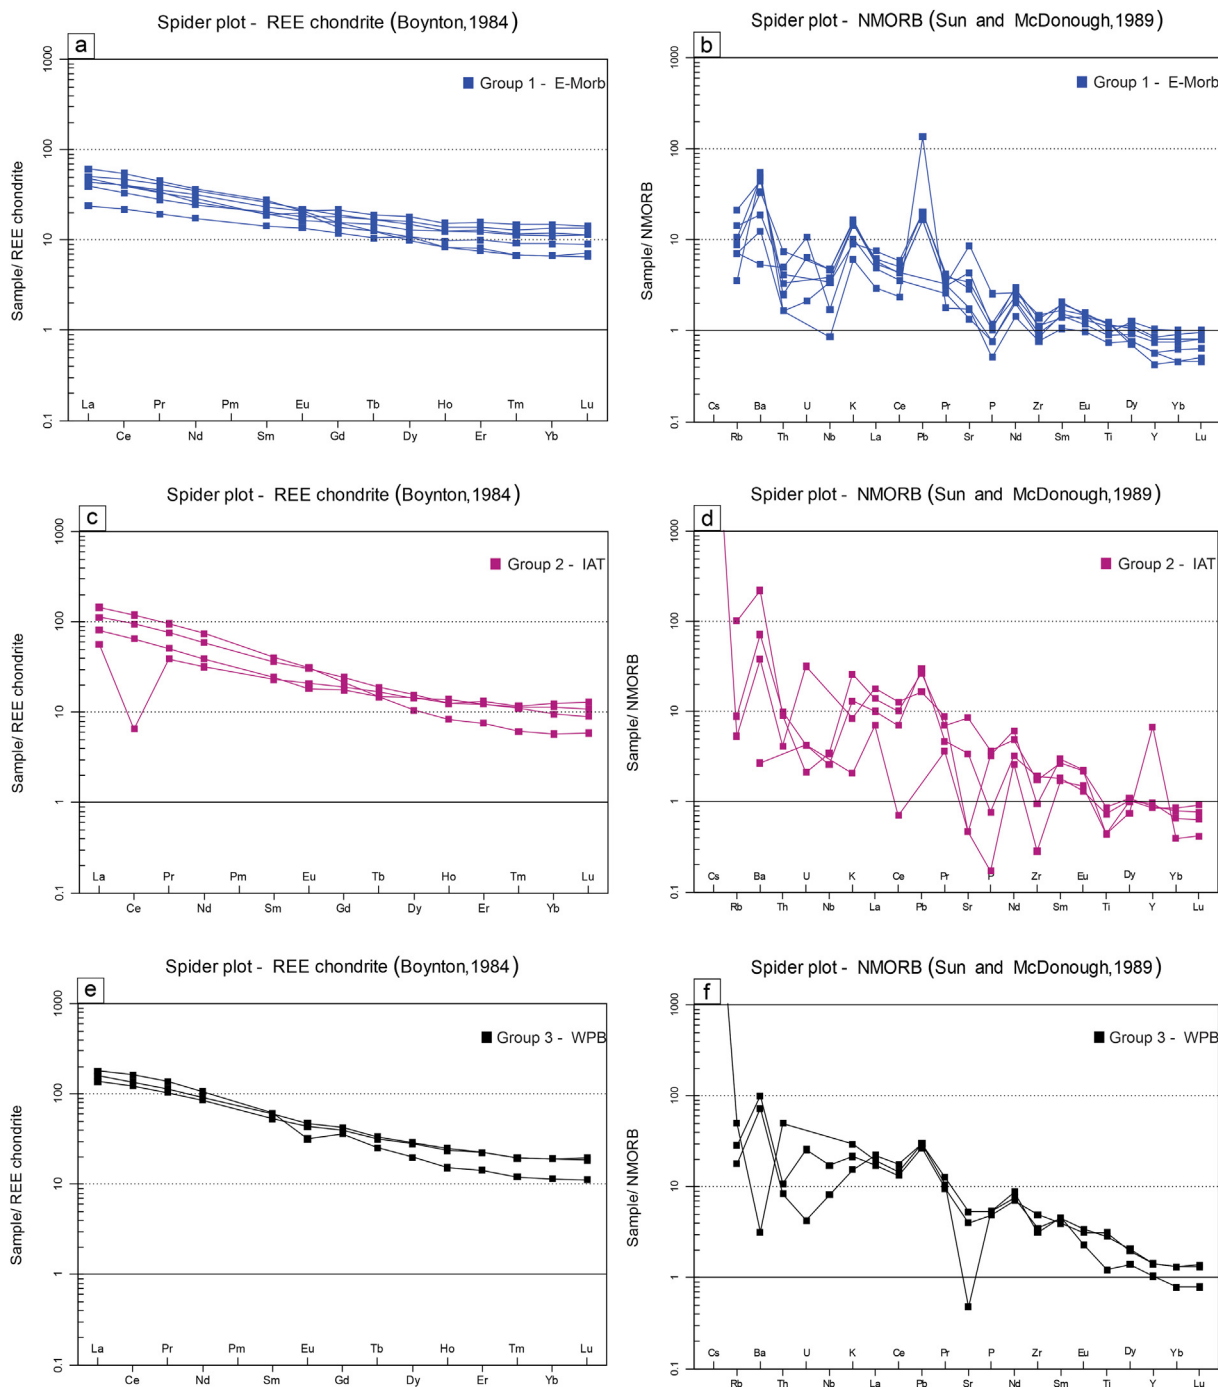 Spider plot - REE chondrite (Boynton,1984)
a
Group 1 - E-Morb
Sample/ REE chondrite
1000
100
10
1
0.1
La Pr Pm Eu Tb Ho Tm Lu
Ce Nd Sm Gd Dy Er Yb
Spider plot - NMORB (Sun and McDonough,1989)
b
Group 1 - E-Morb
Sample/ NMORB
1000
100
10
1
0.1
Cs Ba U K Ce Pr P Zr Eu Dy Yb
Rb Th Nb La Pb Sr Nd Sm Ti Y Lu
Spider plot - REE chondrite (Boynton,1984)
c
Group 2 - IAT
Sample/ REE chondrite
1000
100
10
1
0.1
La Pr Pm Eu Tb Ho Tm Lu
Ce Nd Sm Gd Dy Er Yb
Spider plot - NMORB (Sun and McDonough,1989)
d
Group 2 - IAT
Sample/ NMORB
1000
100
10
1
0.1
Cs Ba U K Ce Pr P Zr Eu Dy Yb
Rb Th Nb La Pb Sr Nd Sm Ti Y Lu
Spider plot - REE chondrite (Boynton,1984)
e
Group 3 - WPB
Sample/ REE chondrite
1000
100
10
1
0.1
La Pr Pm Eu Tb Ho Tm Lu
Ce Nd Sm Gd Dy Er Yb
Spider plot - NMORB (Sun and McDonough,1989)
f
Group 3 - WPB
Sample/ NMORB
1000
100
10
1
0.1
Cs Ba U K Ce Pr P Zr Eu Dy Yb
Rb Th Nb La Pb Sr Nd Sm Ti Y Lu